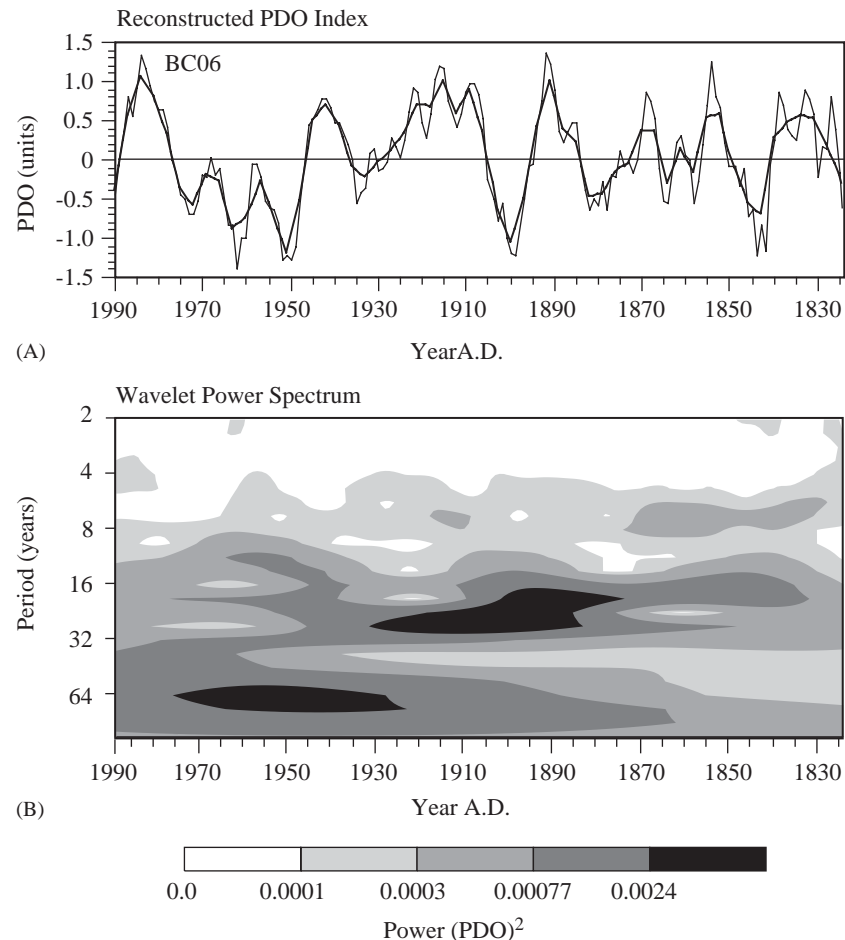 Reconstructed PDO Index
BC06
PDO (units)
1.5
1.0
0.5
0
-0.5
-1.0
-1.5
1990 1970 1950 1930 1910 1890 1870 1850 1830
(A)
YearA.D.
Wavelet Power Spectrum
Period (years)
2
4
8
16
32
64
1990 1970 1950 1930 1910 1890 1870 1850 1830
(B)
Year A.D.
0.0 0.0001 0.0003 0.00077 0.0024
Power (PDO)2